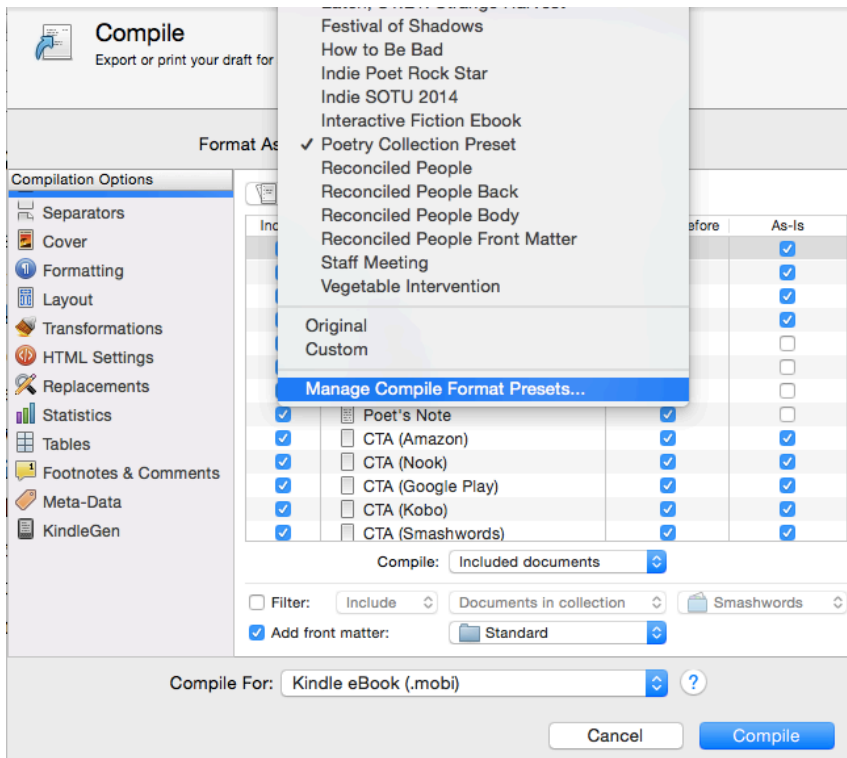 Compile
Export or print your draft for
Festival of Shadows
How to Be Bad
Indie Poet Rock Star
Indie SOTU 2014
Interactive Fiction Ebook
Format As
✓ Poetry Collection Preset
Reconciled People
Reconciled People Back
Reconciled People Body
Reconciled People Front Matter
Staff Meeting
Vegetable Intervention
Original
Custom
Manage Compile Format Presets...
Compilation Options
Separators
Cover
Formatting
Layout
Transformations
HTML Settings
Replacements
Statistics
Tables
Footnotes & Comments
Meta-Data
KindleGen
Inc
efore
As-Is
Poet's Note
CTA (Amazon)
CTA (Nook)
CTA (Google Play)
CTA (Kobo)
CTA (Smashwords)
Compile: Included documents
Filter: Include Documents in collection Smashwords
Add front matter: Standard
Compile For: Kindle eBook (.mobi) ?
Cancel Compile